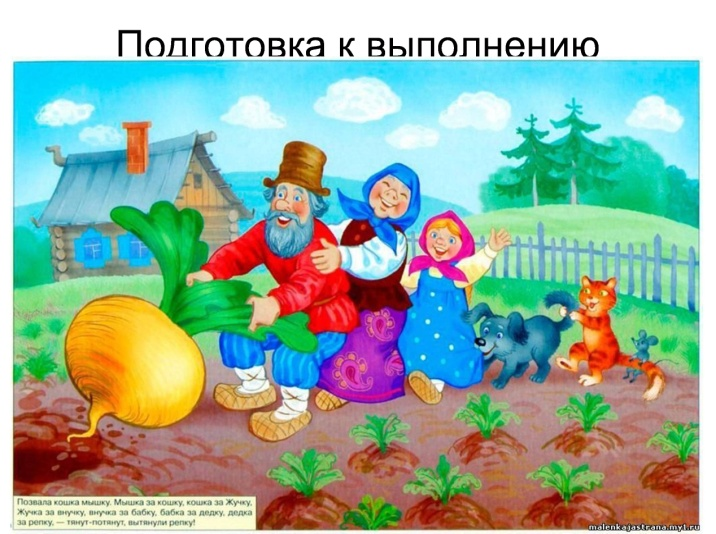 Подготовка к выполнению
Позвала кошка мышку. Мышка за кошку, кошка за Жучку,
Жучка за внучку, внучка за бабку, бабка за дедку, дедка
за репку, — тянут-потянут, вытянули репку!
malenkajastrana.my1.ru